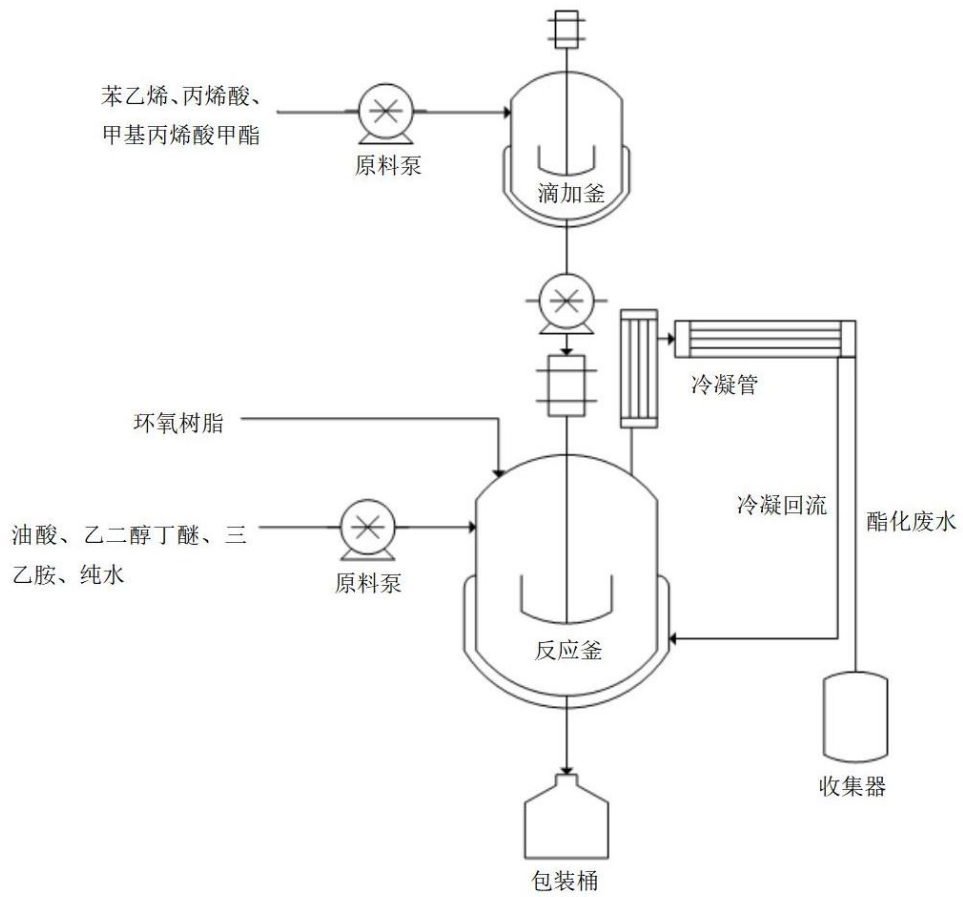 苯乙烯、丙烯酸、
甲基丙烯酸甲酯
原料泵
滴加釜
冷凝管
环氧树脂
冷凝回流
酯化废水
油酸、乙二醇丁醚、三
乙胺、纯水
原料泵
反应釜
收集器
包装桶